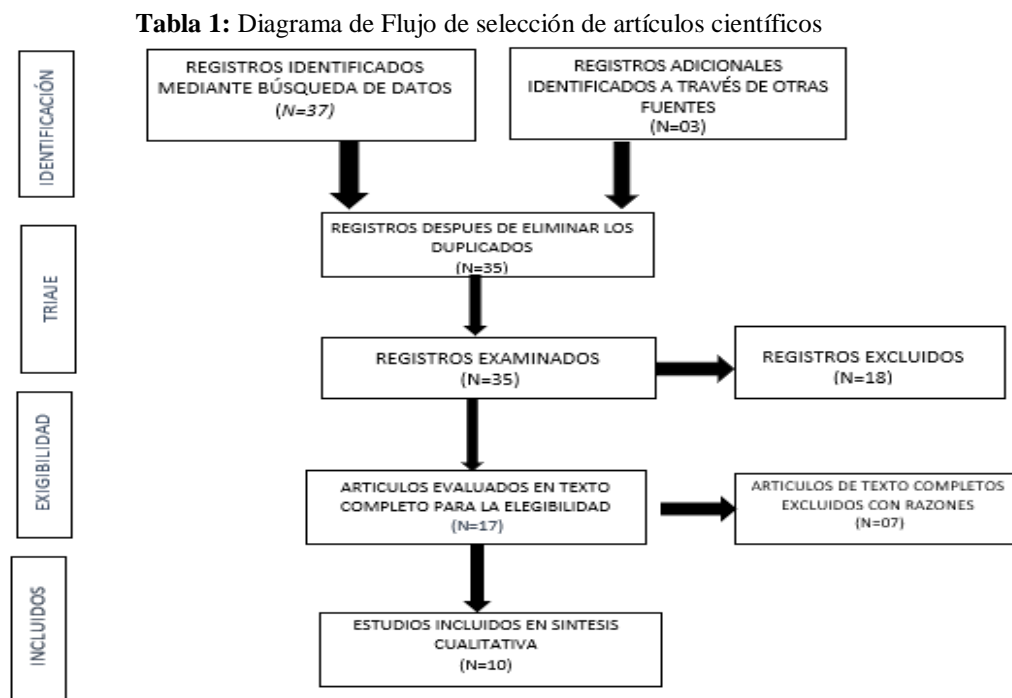 Tabla 1: Diagrama de Flujo de selección de artículos científicos
IDENTIFICACIÓN
REGISTROS IDENTIFICADOS
MEDIANTE BÚSQUEDA DE DATOS
(N=37)
REGISTROS ADICIONALES
IDENTIFICADOS A TRAVÉS DE OTRAS
FUENTES
(N=03)
TRIAJE
REGISTROS DESPUES DE ELIMINAR LOS
DUPLICADOS
(N=35)
REGISTROS EXAMINADOS
(N=35)
REGISTROS EXCLUIDOS
(N=18)
EXIGIBILIDAD
ARTICULOS EVALUADOS EN TEXTO
COMPLETO PARA LA ELEGIBILIDAD
(N=17)
ARTICULOS DE TEXTO COMPLETOS
EXCLUIDOS CON RAZONES
(N=07)
INCLUIDOS
ESTUDIOS INCLUIDOS EN SINTESIS
CUALITATIVA
(N=10)